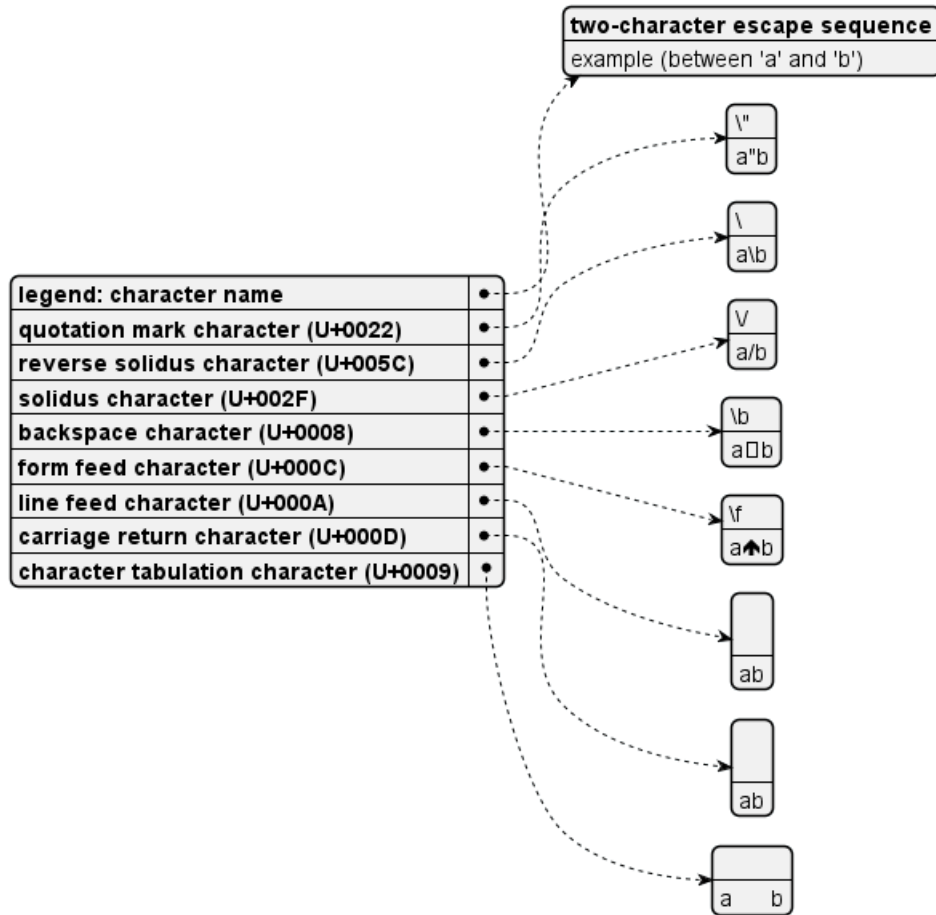 two-character escape sequence
example (between 'a' and 'b')
\"
a"b
\
a\b
\/
a/b
\b
a□b
\f
a🡅b
ab
ab
a b
legend: character name
quotation mark character (U+0022)
reverse solidus character (U+005C)
solidus character (U+002F)
backspace character (U+0008)
form feed character (U+000C)
line feed character (U+000A)
carriage return character (U+000D)
character tabulation character (U+0009)